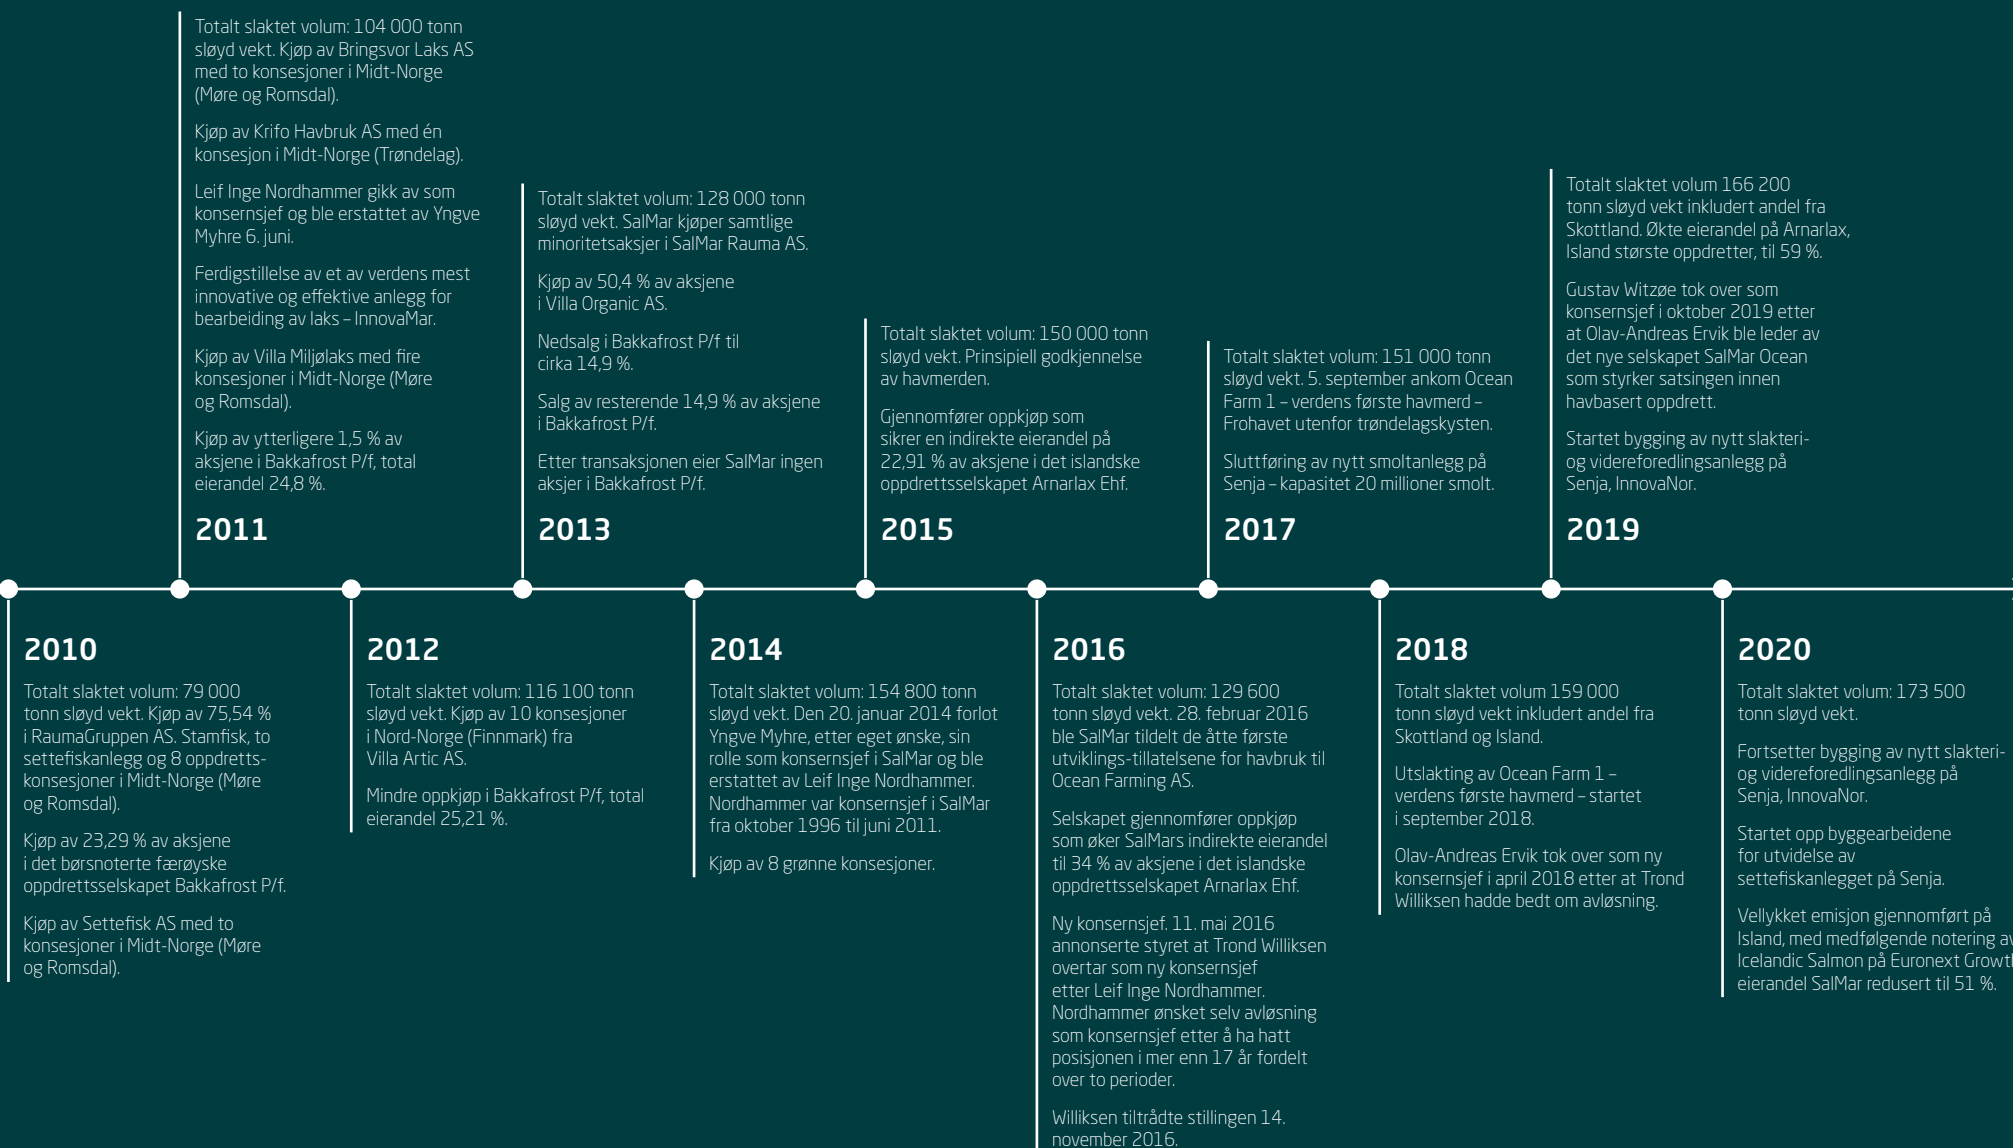 Totalt slaktet volum: 104 000 tonn
sløyd vekt. Kjøp av Bringsvor Laks AS
med to konsesjoner i Midt-Norge
(Møre og Romsdal).
Kjøp av Krifo Havbruk AS med én
konsesjon i Midt-Norge (Trøndelag).
Leif Inge Nordhammer gikk av som
konsernsjef og ble erstattet av Yngve
Myhre 6. juni.
Ferdigstillelse av et av verdens mest
innovative og effektive anlegg for
bearbeiding av laks – InnovaMar.
Kjøp av Villa Miljølaks med fire
konsesjoner i Midt-Norge (Møre
og Romsdal).
Kjøp av ytterligere 1,5 % av
aksjene i Bakkafrost P/f, total
eierandel 24,8 %.
2011
Totalt slaktet volum: 128 000 tonn
sløyd vekt. SalMar kjøper samtlige
minoritetsaksjer i SalMar Rauma AS.
Kjøp av 50,4 % av aksjene
i Villa Organic AS.
Nedsalg i Bakkafrost P/f til
cirka 14,9 %.
Salg av resterende 14,9 % av aksjene
i Bakkafrost P/f.
Etter transaksjonen eier SalMar ingen
aksjer i Bakkafrost P/f.
2013
Totalt slaktet volum: 150 000 tonn
sløyd vekt. Prinsipiell godkjennelse
av havmerden.
Gjennomfører oppkjøp som
sikrer en indirekte eierandel på
22,91 % av aksjene i det islandske
oppdrettsselskapet Arnarlax Ehf.
2015
Totalt slaktet volum: 151 000 tonn
sløyd vekt. 5. september ankom Ocean
Farm 1 – verdens første havmerd –
Frohavet utenfor trøndelagskysten.
Sluttføring av nytt smoltanlegg på
Senja – kapasitet 20 millioner smolt.
2017
Totalt slaktet volum 166 200
tonn sløyd vekt inkludert andel fra
Skottland. Økte eierandel på Arnarlax,
Island største oppdretter, til 59 %.
Gustav Witzøe tok over som
konsernsjef i oktober 2019 etter
at Olav-Andreas Ervik ble leder av
det nye selskapet SalMar Ocean
som styrker satsingen innen
havbasert oppdrett.
Startet bygging av nytt slakteri-
og videreforedlingsanlegg på
Senja, InnovaNor.
2019
2010
Totalt slaktet volum: 79 000
tonn sløyd vekt. Kjøp av 75,54 %
i RaumaGruppen AS. Stamfisk, to
settefiskanlegg og 8 oppdretts-
konsesjoner i Midt-Norge (Møre
og Romsdal).
Kjøp av 23,29 % av aksjene
i det børsnoterte færøyske
oppdrettsselskapet Bakkafrost P/f.
Kjøp av Settefisk AS med to
konsesjoner i Midt-Norge (Møre
og Romsdal).
2012
Totalt slaktet volum: 116 100 tonn
sløyd vekt. Kjøp av 10 konsesjoner
i Nord-Norge (Finnmark) fra
Villa Artic AS.
Mindre oppkjøp i Bakkafrost P/f, total
eierandel 25,21 %.
2014
Totalt slaktet volum: 154 800 tonn
sløyd vekt. Den 20. januar 2014 forlot
Yngve Myhre, etter eget ønske, sin
rolle som konsernsjef i SalMar og ble
erstattet av Leif Inge Nordhammer.
Nordhammer var konsernsjef i SalMar
fra oktober 1996 til juni 2011.
Kjøp av 8 grønne konsesjoner.
2016
Totalt slaktet volum: 129 600
tonn sløyd vekt. 28. februar 2016
ble SalMar tildelt de åtte første
utviklings-tillatelsene for havbruk til
Ocean Farming AS.
Selskapet gjennomfører oppkjøp
som øker SalMars indirekte eierandel
til 34 % av aksjene i det islandske
oppdrettsselskapet Arnarlax Ehf.
Ny konsernsjef. 11. mai 2016
annonserte styret at Trond Williksen
overtar som ny konsernsjef
etter Leif Inge Nordhammer.
Nordhammer ønsket selv avløsning
som konsernsjef etter å ha hatt
posisjonen i mer enn 17 år fordelt
over to perioder.
Williksen tiltrådte stillingen 14.
november 2016.
2018
Totalt slaktet volum 159 000
tonn sløyd vekt inkludert andel fra
Skottland og Island.
Utslakting av Ocean Farm 1 –
verdens første havmerd – startet
i september 2018.
Olav-Andreas Ervik tok over som ny
konsernsjef i april 2018 etter at Trond
Williksen hadde bedt om avløsning.
2020
Totalt slaktet volum: 173 500
tonn sløyd vekt.
Fortsetter bygging av nytt slakteri-
og videreforedlingsanlegg på
Senja, InnovaNor.
Startet opp byggearbeidene
for utvidelse av
settefiskanlegget på Senja.
Vellykket emisjon gjennomført på
Island, med medfølgende notering av
Icelandic Salmon på Euronext Growth
eierandel SalMar redusert til 51 %.